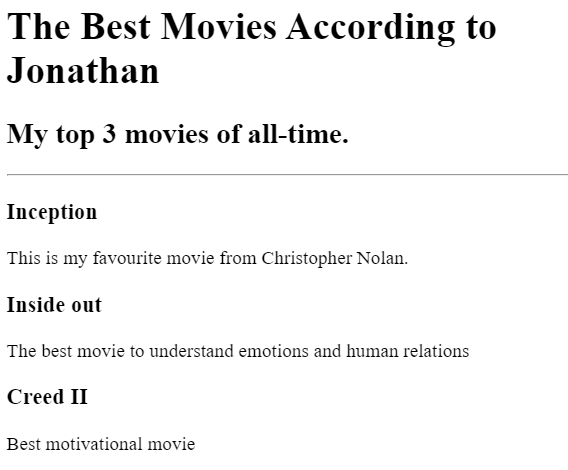 The Best Movies According to
Jonathan
My top 3 movies of all-time.
Inception
This is my favourite movie from Christopher Nolan.
Inside out
The best movie to understand emotions and human relations
Creed II
Best motivational movie